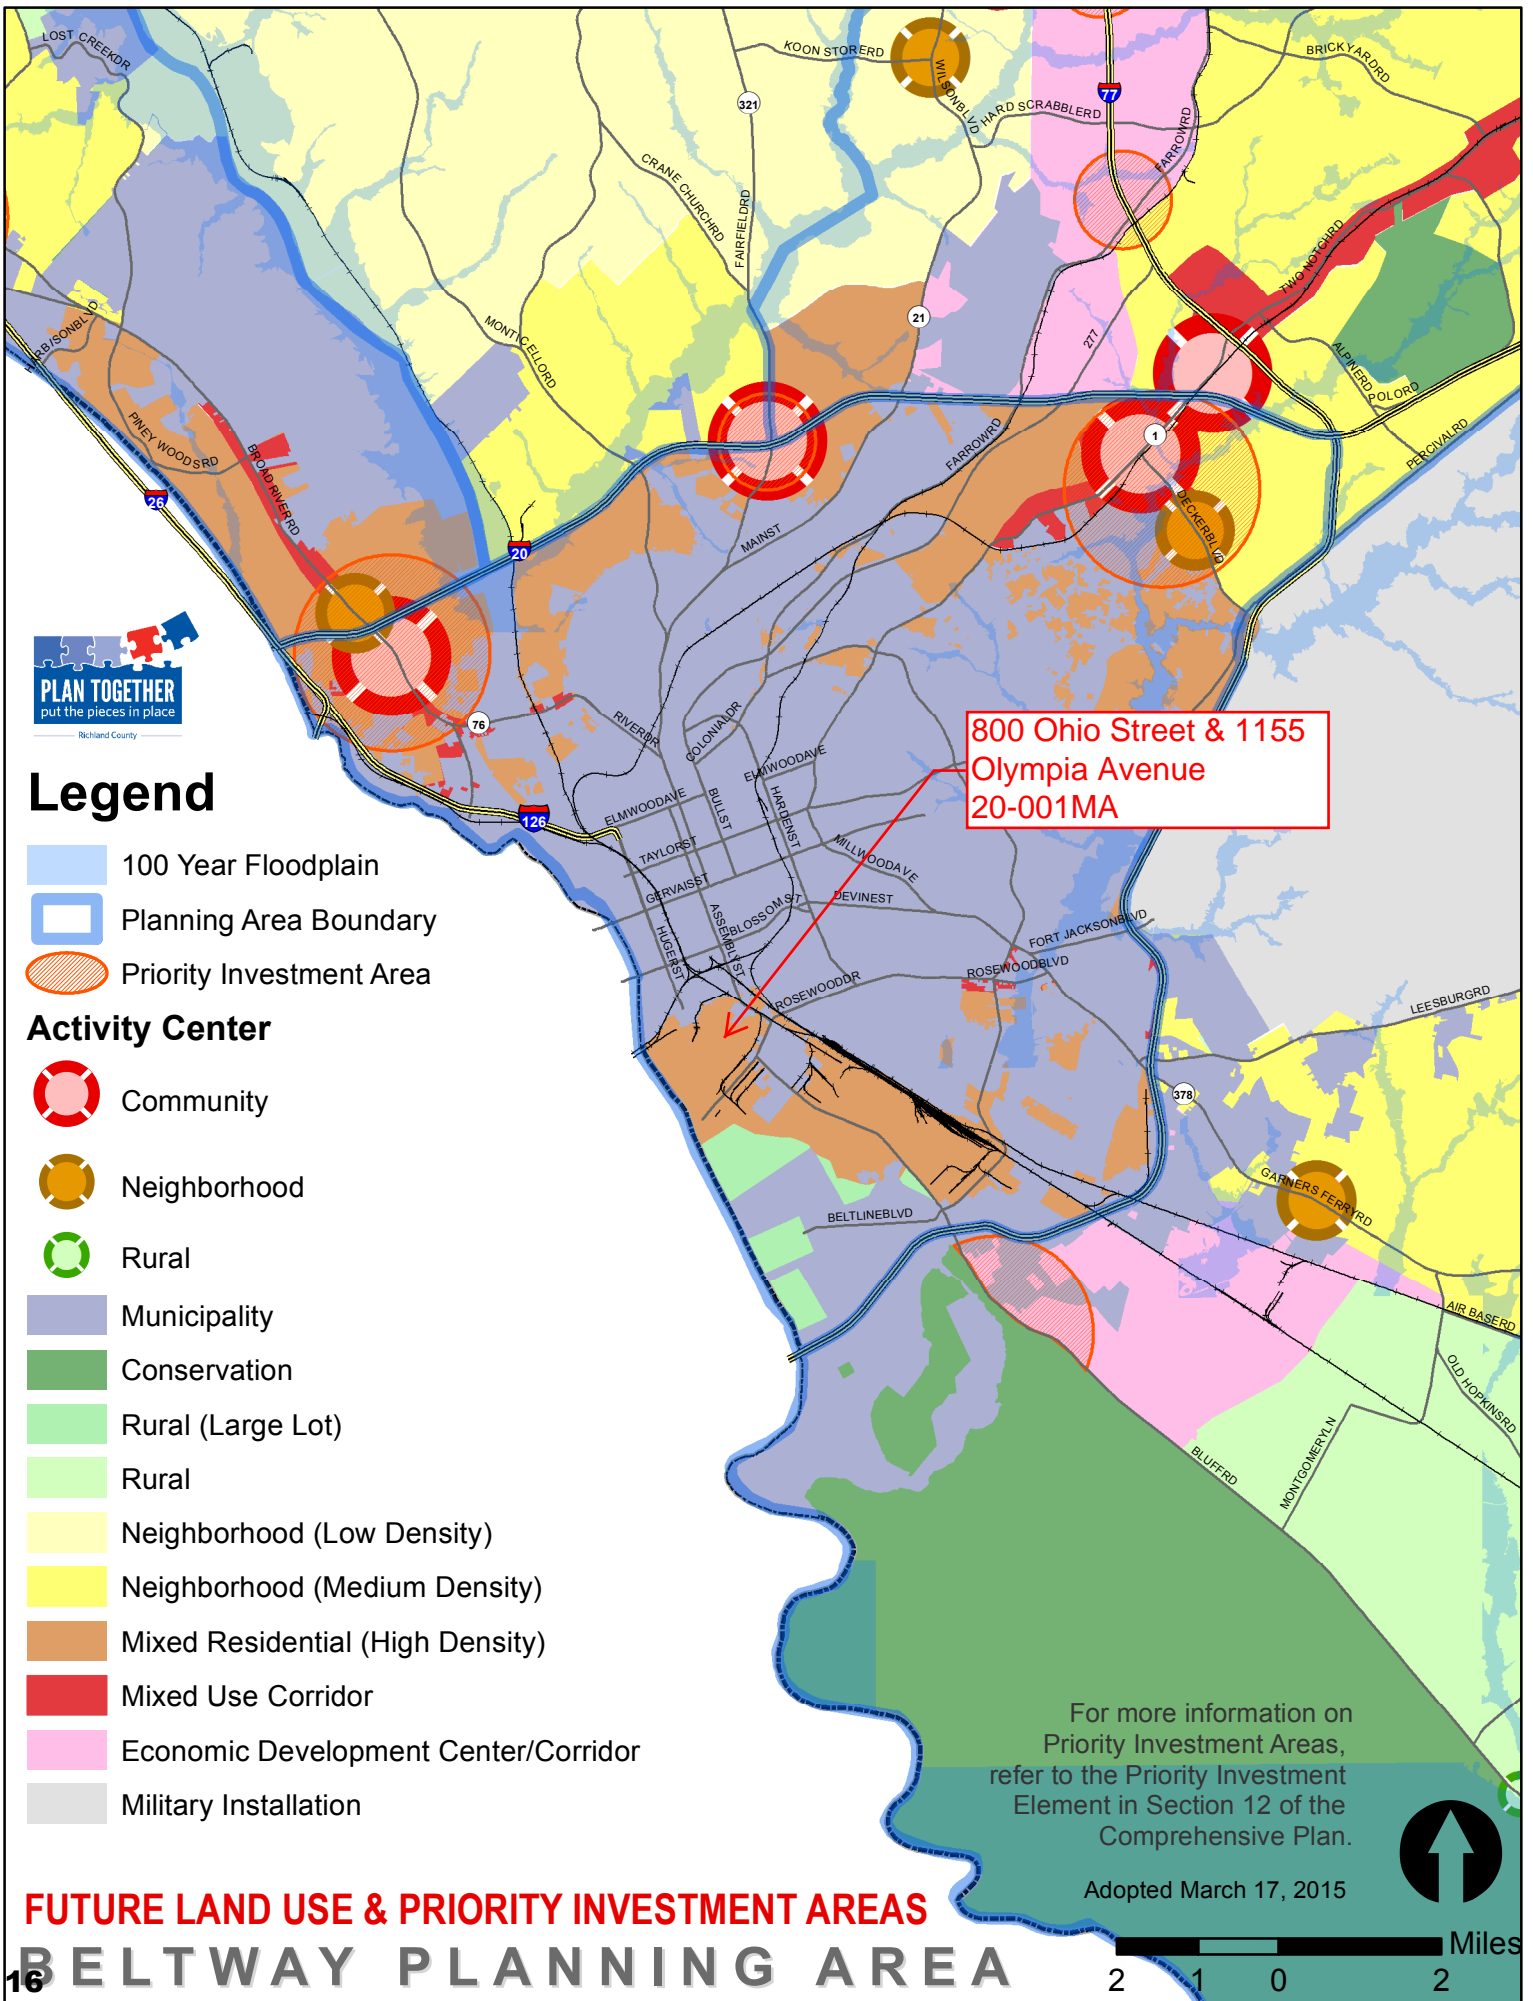 LOST CREEKDR
KOON STORERD
WILSONBLVD
HARD SCRABBLERD
BRICKYARDRD
77
321
FARROWRD
CRANE CHURCHRD
FAIRFIELDRD
TWO NOTCHRD
HARBISONBLVD
MONTICELLORD
21
277
ALPINERD
POLORD
PERCIVALRD
PINEY WOODSRD
BROAD RIVERRD
26
FARROWRD
1
DECKERBLVD
MAINST
20
PLAN TOGETHER
put the pieces in place
Richland County
76
RIVERDR
COLONIALDR
ELMWOODAVE
800 Ohio Street & 1155
Olympia Avenue
20-001MA
Legend
126
ELMWOODAVE
BULLST
HARDENST
TAYLORST
MILLWOODAVE
GERVAISST
DEVINEST
BLOSSOMST
ASSEMBLYST
HUGERST
FORT JACKSONBLVD
ROSEWOODBLVD
ROSEWOODDR
LEESBURGRD
100 Year Floodplain
Planning Area Boundary
Priority Investment Area
Activity Center
Community
Neighborhood
Rural
378
GARNERS FERRYRD
BELTLINEBLVD
AIR BASERD
OLD HOPKINSRD
MONTGOMERYLN
BLUFFRD
Municipality
Conservation
Rural (Large Lot)
Rural
Neighborhood (Low Density)
Neighborhood (Medium Density)
Mixed Residential (High Density)
Mixed Use Corridor
Economic Development Center/Corridor
Military Installation
For more information on
Priority Investment Areas,
refer to the Priority Investment
Element in Section 12 of the
Comprehensive Plan.
Adopted March 17, 2015
Miles
2 1 0 2
FUTURE LAND USE & PRIORITY INVESTMENT AREAS
BELTWAY PLANNING AREA
16